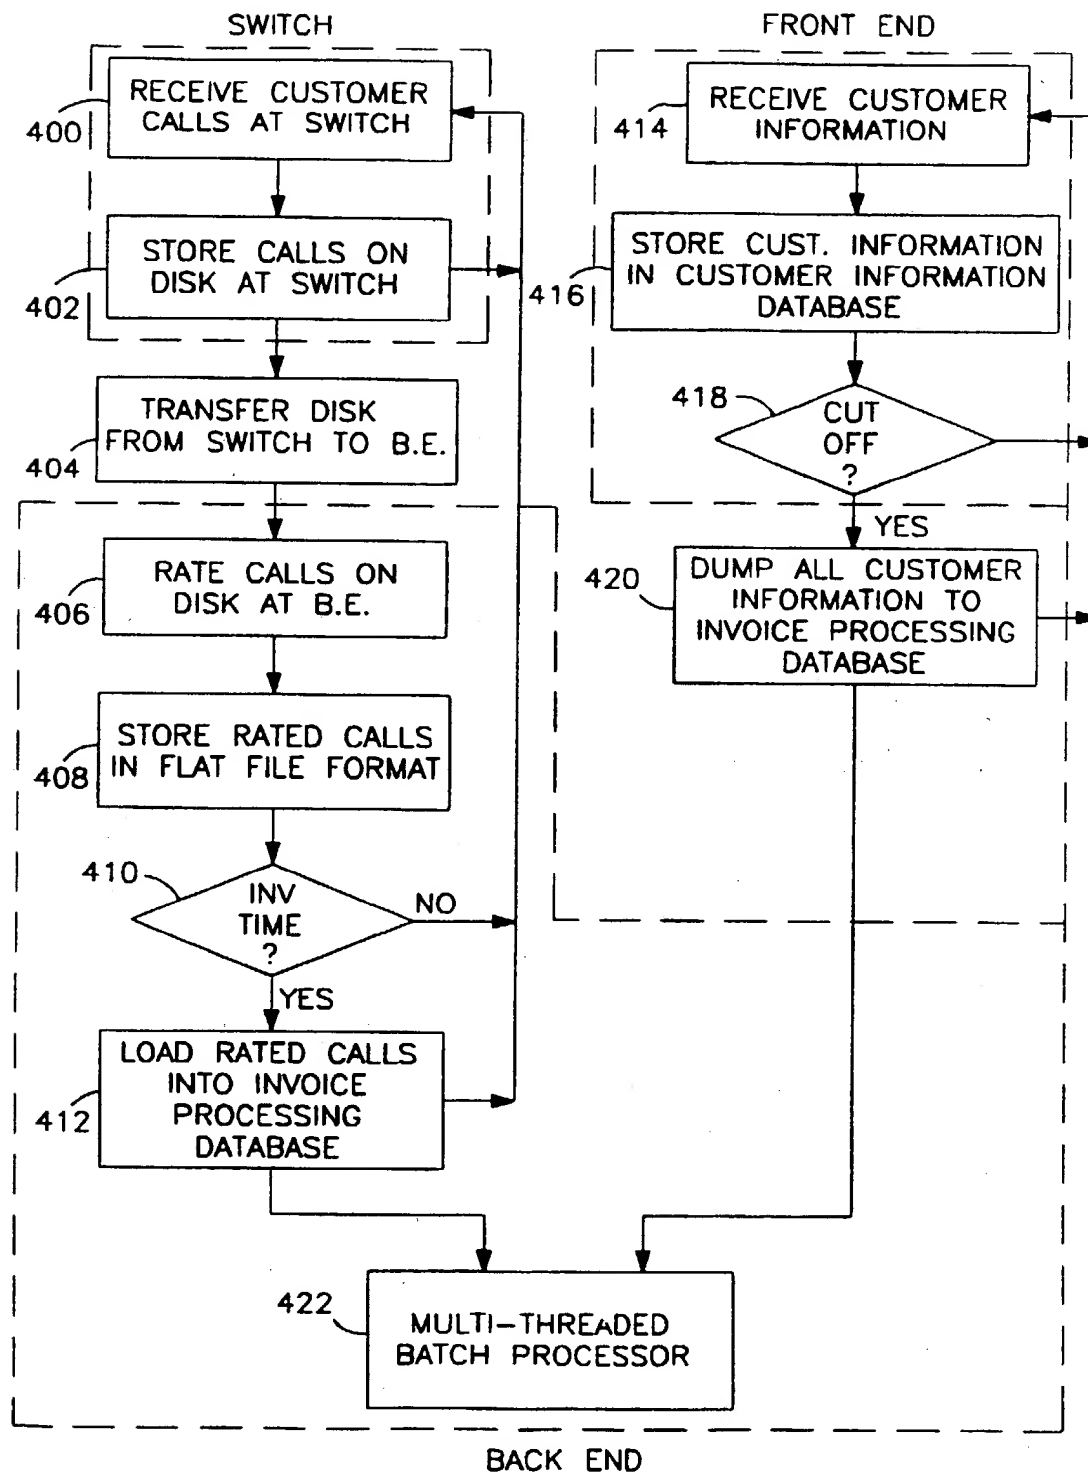 SWITCH
RECEIVE CUSTOMER
CALLS AT SWITCH
400
STORE CALLS ON
DISK AT SWITCH
402
TRANSFER DISK
FROM SWITCH TO B.E.
404
RATE CALLS ON
DISK AT B.E.
406
STORE RATED CALLS
IN FLAT FILE FORMAT
408
410
INV
TIME
?
NO
YES
LOAD RATED CALLS
INTO INVOICE
PROCESSING
DATABASE
412
FRONT END
RECEIVE CUSTOMER
INFORMATION
414
STORE CUST. INFORMATION
IN CUSTOMER INFORMATION
DATABASE
416
418
CUT
OFF
?
YES
420
DUMP ALL CUSTOMER
INFORMATION TO
INVOICE PROCESSING
DATABASE
422
MULTI-THREADED
BATCH PROCESSOR
BACK END